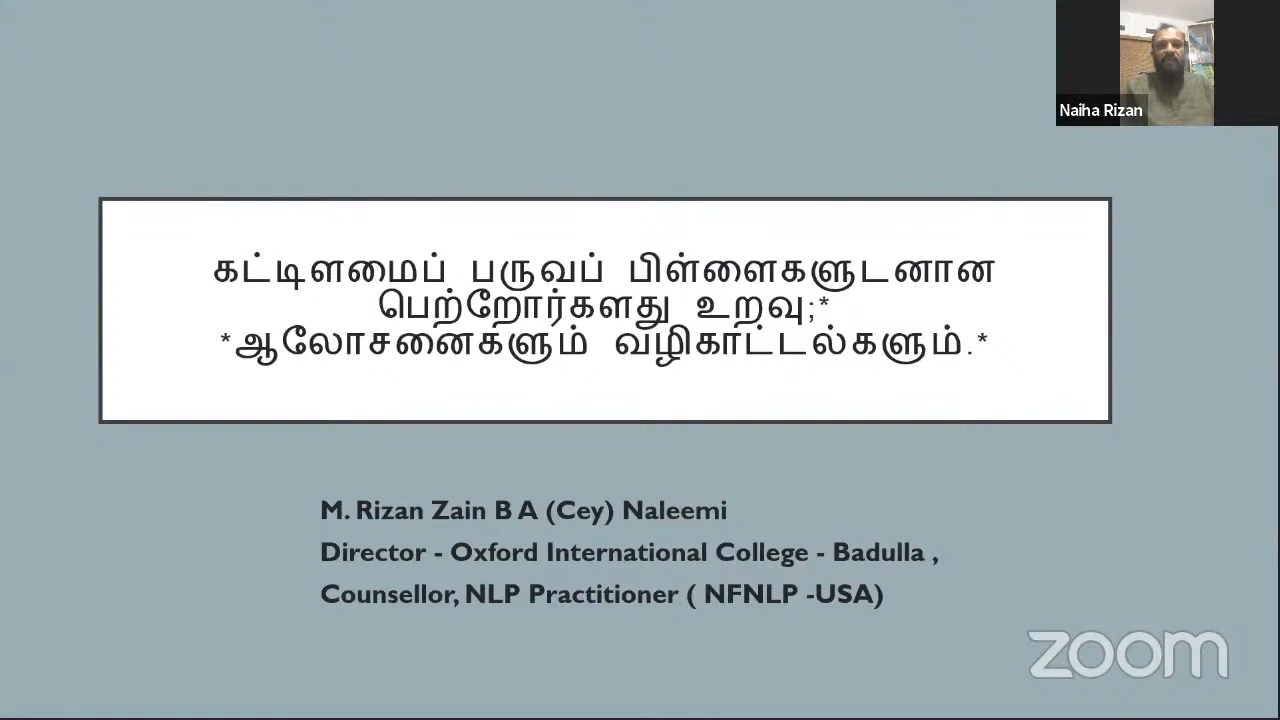 Naiha Rizan
கட்டிளமைப் பருவப் பிள்ளைகளுடனான
பெற்றோர்களது உறவு;*
*ஆலோசனைகளும் வழிகாட்டல்களும்.*
M. Rizan Zain B A (Cey) Naleemi
Director - Oxford International College - Badulla ,
Counsellor, NLP Practitioner ( NFNLP -USA)
zoom